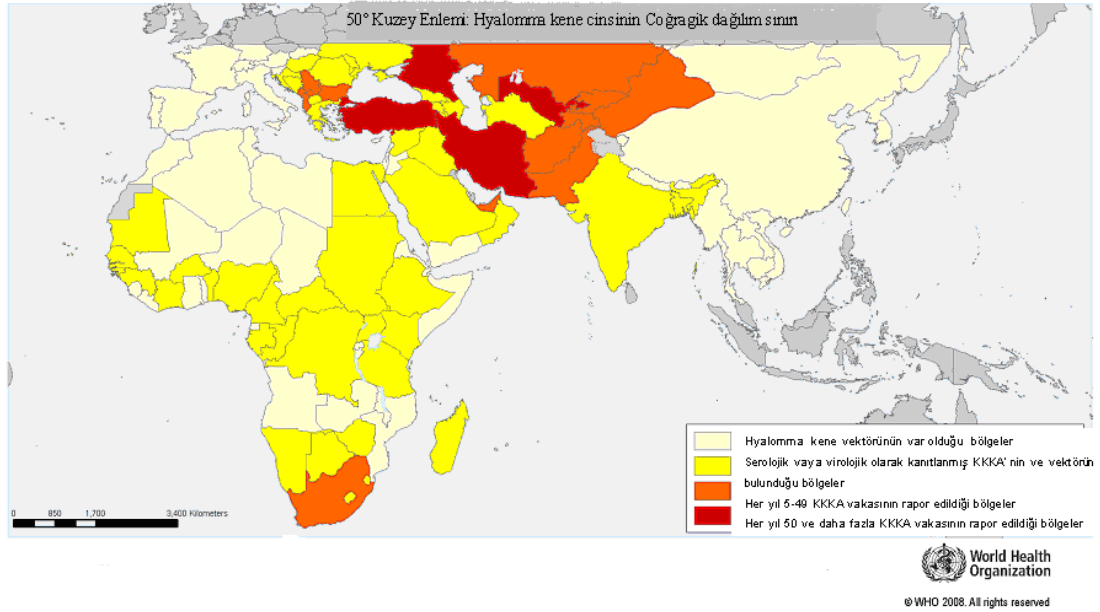 50° Kuzey Enlemi: Hyalomma kene cinsinin Coğragik dağılım sınırı
0 850 1,700 3,400 Kilometers
Hyalomma kene vektörünün var olduğu bölgeler
Serolojik vaya virolojik olarak kanıtlanmış KKKA' nin ve vektörün
bulunduğu bölgeler
Her yıl 5-49 KKKA vakasının rapor edildiği bölgeler
Her yıl 50 ve daha fazla KKKA vakasının rapor edildiği bölgeler
World Health
Organization
© WHO 2008. All rights reserved